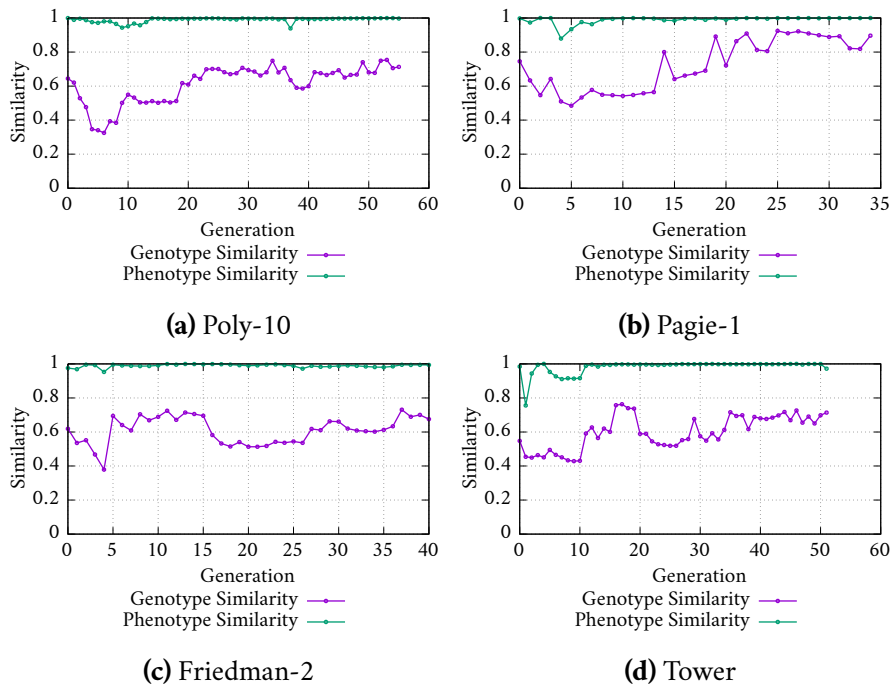 1
0.8
0.6
0.4
0.2
0
Similarity
0 10 20 30 40 50 60
Generation
Genotype Similarity
Phenotype Similarity
(a) Poly-10
1
0.8
0.6
0.4
0.2
0
Similarity
0 5 10 15 20 25 30 35
Generation
Genotype Similarity
Phenotype Similarity
(b) Pagie-1
1
0.8
0.6
0.4
0.2
0
Similarity
0 5 10 15 20 25 30 35 40
Generation
Genotype Similarity
Phenotype Similarity
(c) Friedman-2
1
0.8
0.6
0.4
0.2
0
Similarity
0 10 20 30 40 50 60
Generation
Genotype Similarity
Phenotype Similarity
(d) Tower